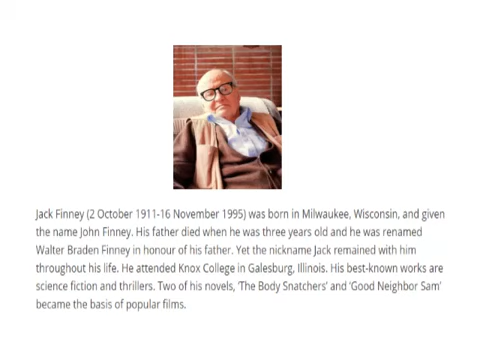 Jack Finney (2 October 1911-16 November 1995) was born in Milwaukee, Wisconsin, and given
the name John Finney. His father died when he was three years old and he was renamed
Walter Braden Finney in honour of his father. Yet the nickname Jack remained with him
throughout his life. He attended Knox College in Galesburg, Illinois. His best-known works are
science fiction and thrillers. Two of his novels, ‘The Body Snatchers’ and ‘Good Neighbor Sam’
became the basis of popular films.